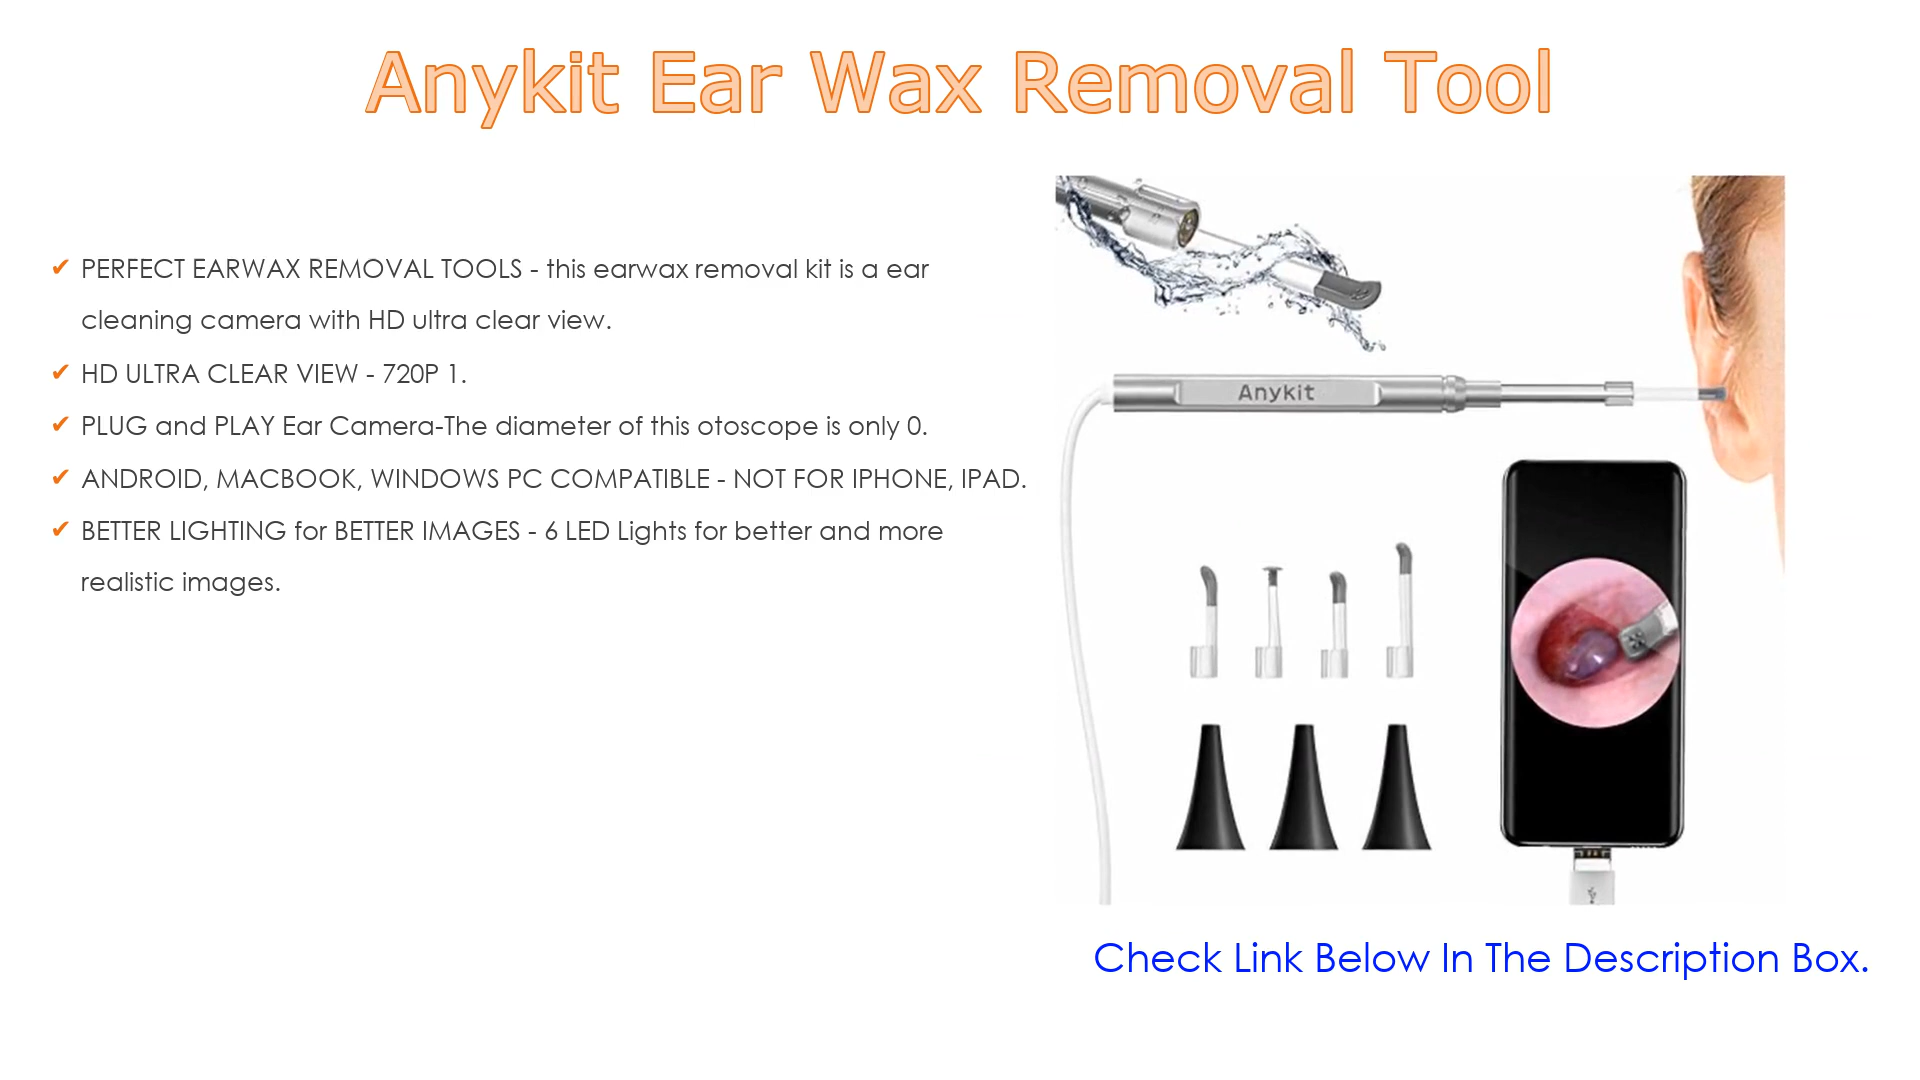 Anykit Ear Wax Removal Tool
✔ PERFECT EARWAX REMOVAL TOOLS - this earwax removal kit is a ear
cleaning camera with HD ultra clear view.
✔ HD ULTRA CLEAR VIEW - 720P 1.
✔ PLUG and PLAY Ear Camera-The diameter of this otoscope is only 0.
✔ ANDROID, MACBOOK, WINDOWS PC COMPATIBLE - NOT FOR IPHONE, IPAD.
✔ BETTER LIGHTING for BETTER IMAGES - 6 LED Lights for better and more
realistic images.
Anykit
Check Link Below In The Description Box.